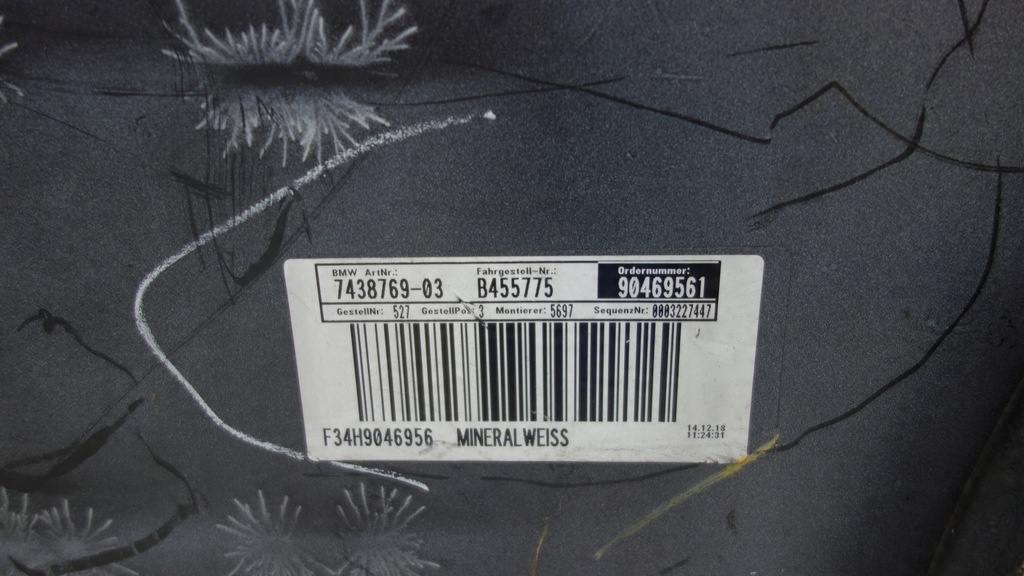 BMW ArtNr.: Fahrgestell-Nr.: Ordernummer:
7438769-03 B455775 90469561
GestellNr: 527 GestellPos: 3 Montierer: 5697 SequenzNr: 0003227447
F34H9046956 MINERALWEISS
14.12.18
11:24:31